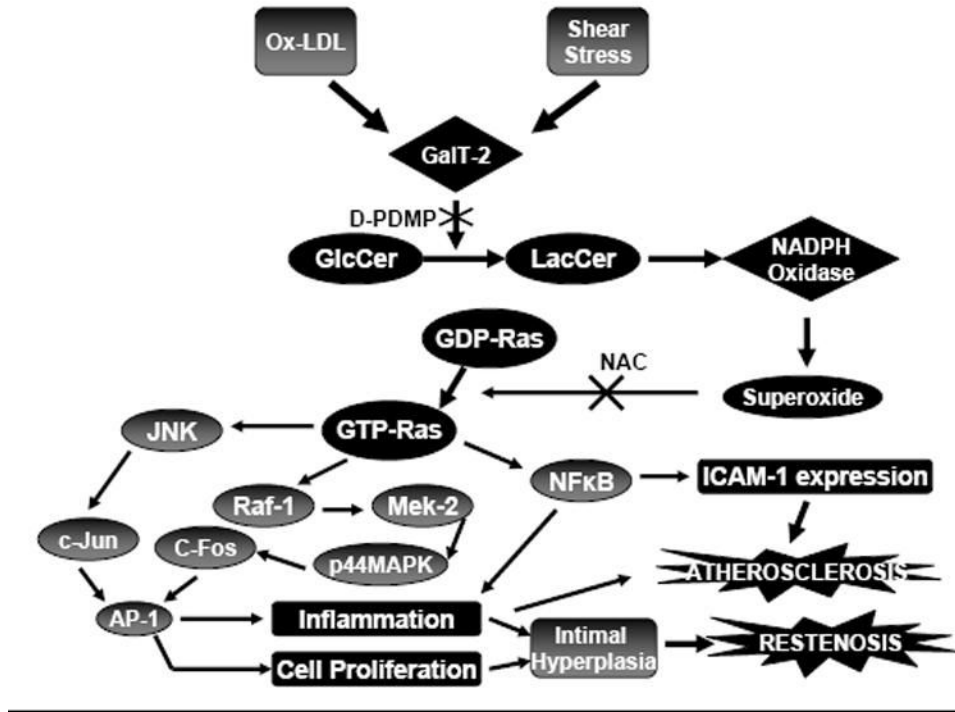 Ox-LDL
Shear
Stress
GalT-2
D-PDMP
GlcCer
LacCer
NADPH
Oxidase
GDP-Ras
NAC
Superoxide
JNK
GTP-Ras
NFκB
ICAM-1 expression
Raf-1
Mek-2
c-Jun
C-Fos
p44MAPK
ATHEROSCLEROSIS
AP-1
Inflammation
Intimal
Hyperplasia
RESTENOSIS
Cell Proliferation